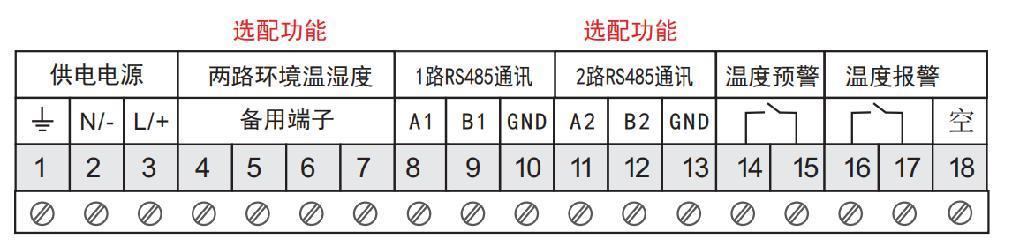 选配功能 选配功能
供电电源 两路环境温湿度 1路RS485通讯 2路RS485通讯 温度预警 温度报警
N/- L/+ 备用端子 A1 B1 GND A2 B2 GND 空
1 2 3 4 5 6 7 8 9 10 11 12 13 14 15 16 17 18